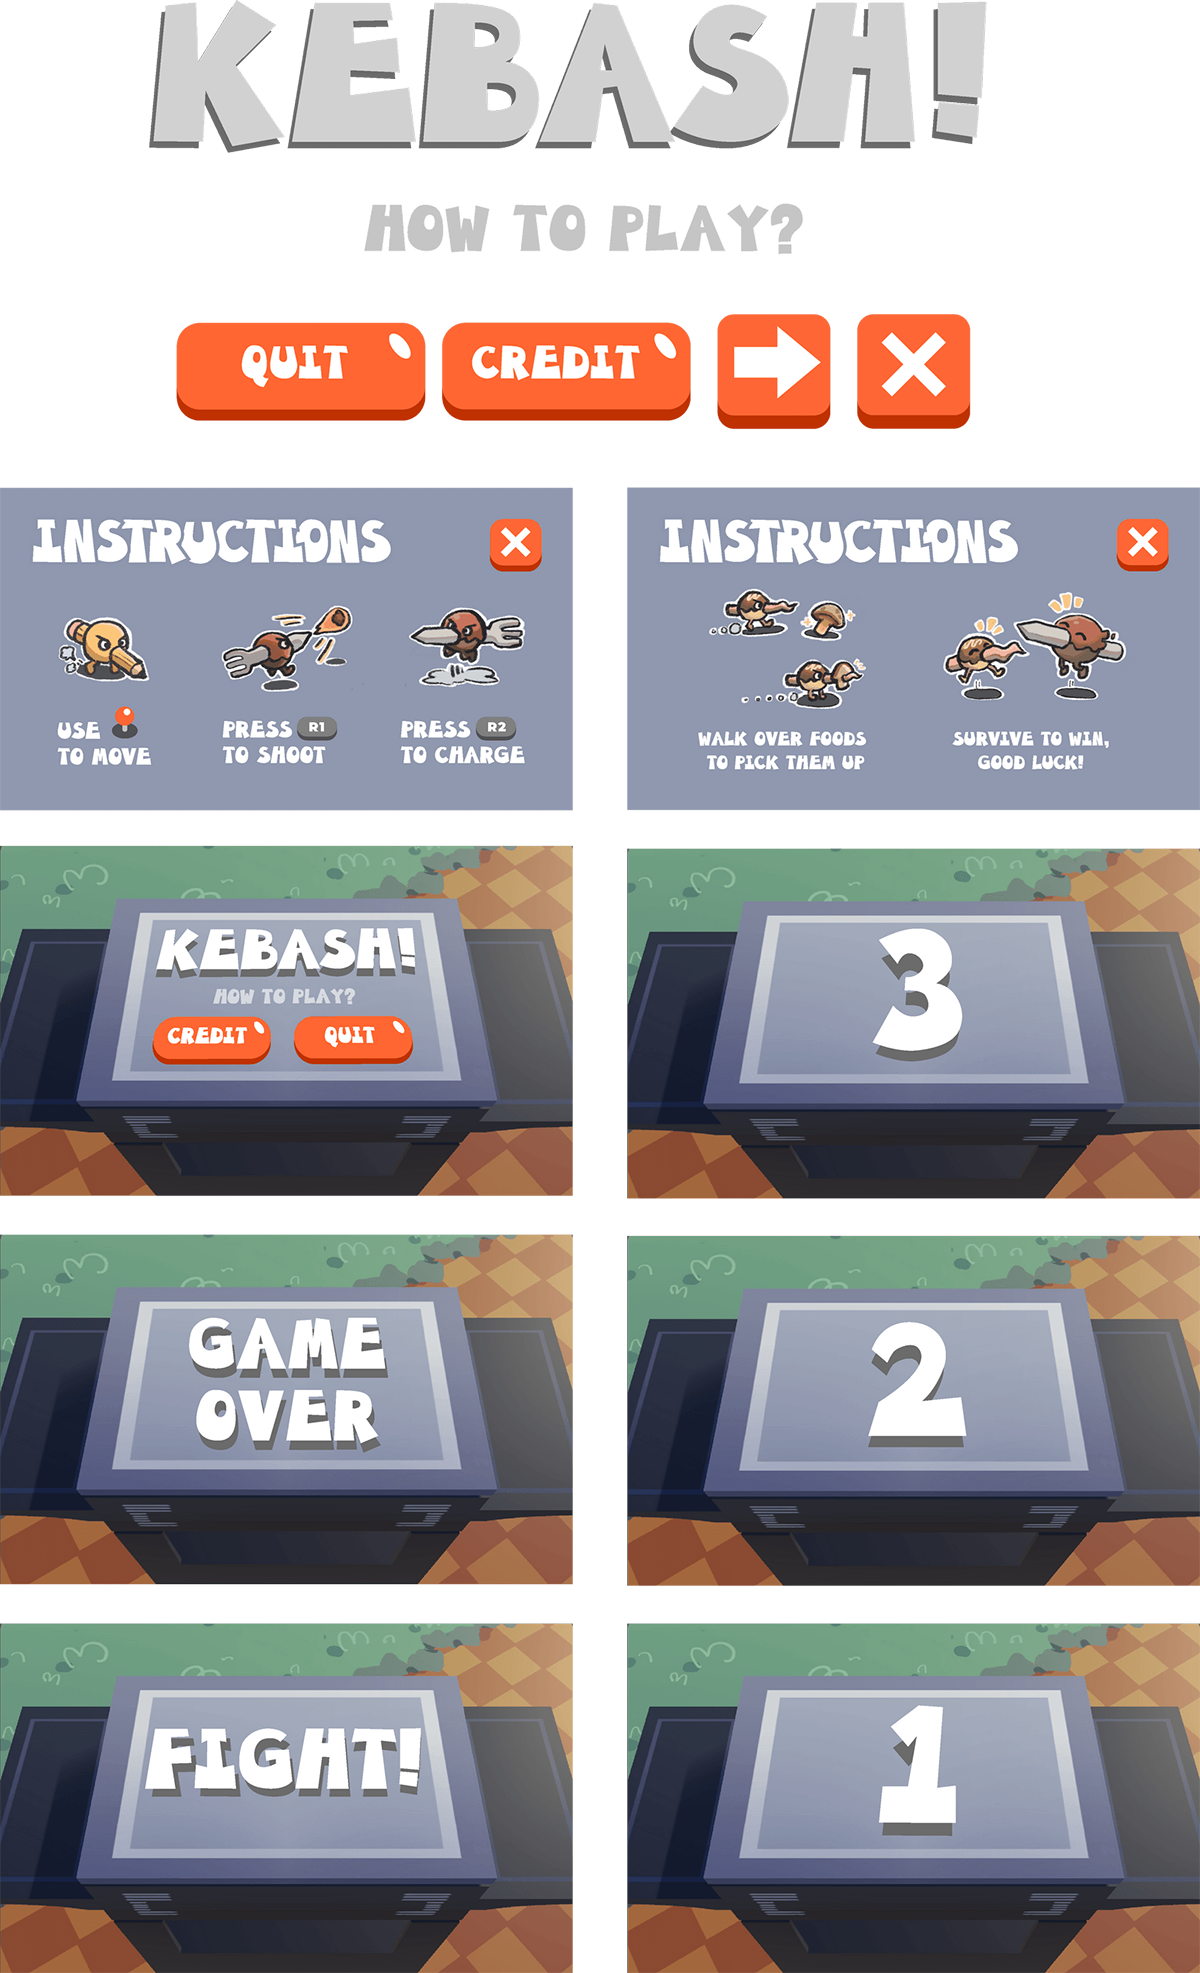 KEBASH!
HOW TO PLAY?
QUIT
CREDIT
INSTRUCTIONS
USE
TO MOVE
PRESS R1
TO SHOOT
PRESS R2
TO CHARGE
INSTRUCTIONS
WALK OVER FOODS
TO PICK THEM UP
SURVIVE TO WIN,
GOOD LUCK!
KEBASH!
HOW TO PLAY?
CREDIT
QUIT
3
GAME
OVER
2
FIGHT!
1